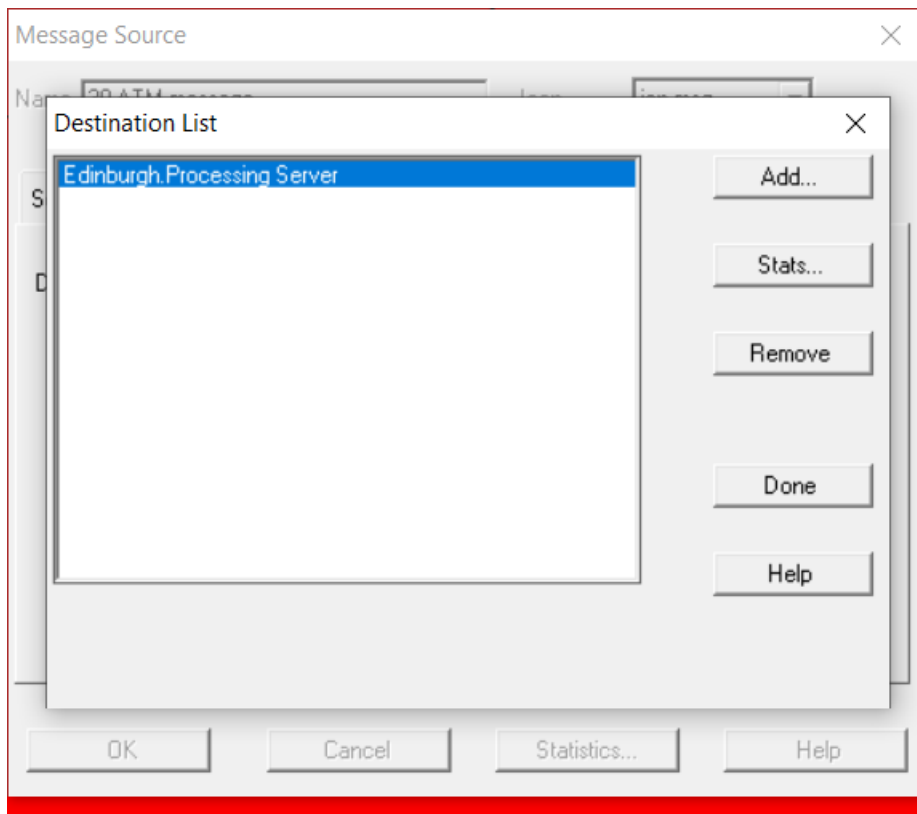 Message Source
Destination List
Edinburgh.Processing Server
Add...
Stats...
Remove
Done
Help
OK
Cancel
Statistics...
Help